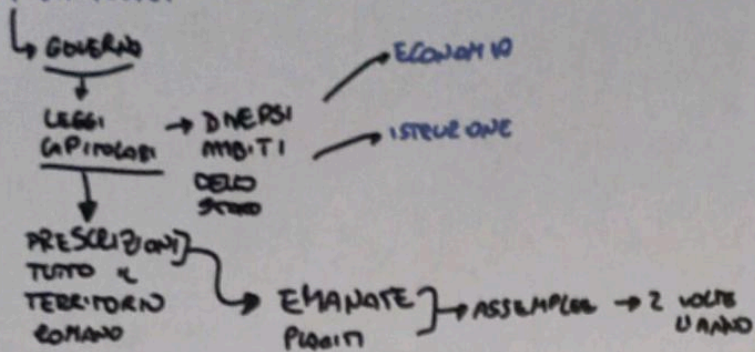 GOVERNO
ECONOMIA
LEGGI → DIVERSI
CAPITOLARI AMBITI
ISTRUZIONE
DELLO
STATO
PRESCRIZIONI
TUTTO IL
TERRITORIO
ROMANO
EMANATE → ASSEMBLEE → 2 VOLTE
PLACITI L'ANNO